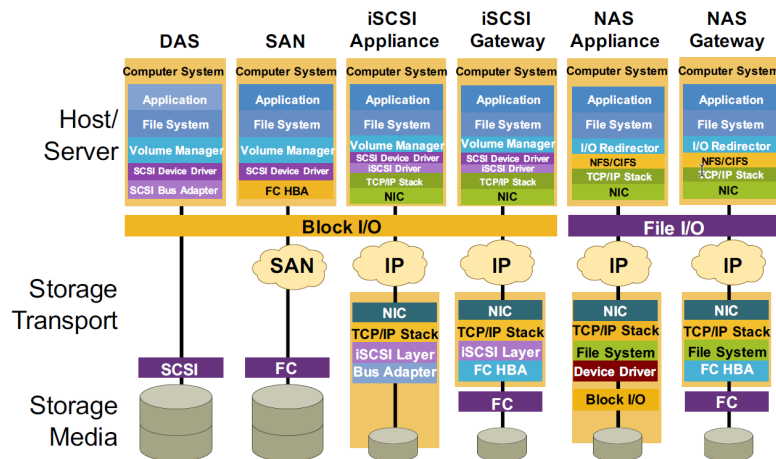 DAS
SAN
iSCSI
Appliance
iSCSI
Gateway
NAS
Appliance
NAS
Gateway
Host/
Server
Computer System
Application
File System
Volume Manager
SCSI Device Driver
SCSI Bus Adapter
Computer System
Application
File System
Volume Manager
SCSI Device Driver
FC HBA
Computer System
Application
File System
Volume Manager
SCSI Device Driver
iSCSI Driver
TCP/IP Stack
NIC
Computer System
Application
File System
Volume Manager
SCSI Device Driver
iSCSI Driver
TCP/IP Stack
NIC
Computer System
Application
File System
I/O Redirector
NFS/CIFS
TCP/IP Stack
NIC
Computer System
Application
File System
I/O Redirector
NFS/CIFS
TCP/IP Stack
NIC
Block I/O
File I/O
Storage
Transport
SAN
IP
IP
IP
IP
SCSI
FC
NIC
TCP/IP Stack
iSCSI Layer
Bus Adapter
NIC
TCP/IP Stack
iSCSI Layer
FC HBA
FC
NIC
TCP/IP Stack
File System
Device Driver
Block I/O
NIC
TCP/IP Stack
File System
FC HBA
FC
Storage
Media